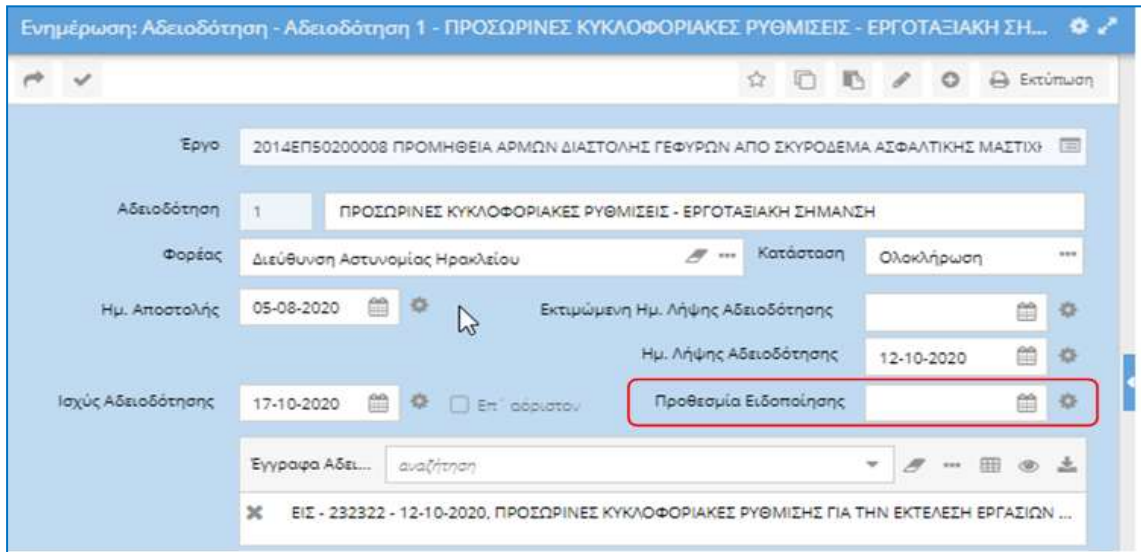 Ενημέρωση: Αδειοδότηση - Αδειοδότηση 1 - ΠΡΟΣΩΡΙΝΕΣ ΚΥΚΛΟΦΟΡΙΑΚΕΣ ΡΥΘΜΙΣΕΙΣ - ΕΡΓΟΤΑΞΙΑΚΗ ΣΗ...
Εκτύπωση
Έργο 2014ΕΠ50200008 ΠΡΟΜΗΘΕΙΑ ΑΡΜΩΝ ΔΙΑΣΤΟΛΗΣ ΓΕΦΥΡΩΝ ΑΠΟ ΣΚΥΡΟΔΕΜΑ ΑΣΦΑΛΤΙΚΗΣ ΜΑΣΤΙΧΗ
Αδειοδότηση 1 ΠΡΟΣΩΡΙΝΕΣ ΚΥΚΛΟΦΟΡΙΑΚΕΣ ΡΥΘΜΙΣΕΙΣ - ΕΡΓΟΤΑΞΙΑΚΗ ΣΗΜΑΝΣΗ
Φορέας Διεύθυνση Αστυνομίας Ηρακλείου Κατάσταση Ολοκλήρωση
Ημ. Αποστολής 05-08-2020 Εκτιμώμενη Ημ. Λήψης Αδειοδότησης
Ημ. Λήψης Αδειοδότησης 12-10-2020
Ισχύς Αδειοδότησης 17-10-2020 Επ΄ αόριστον Προθεσμία Ειδοποίησης
Έγγραφα Αδει... αναζήτηση
ΕΙΣ - 232322 - 12-10-2020, ΠΡΟΣΩΡΙΝΕΣ ΚΥΚΛΟΦΟΡΙΑΚΕΣ ΡΥΘΜΙΣΗΣ ΓΙΑ ΤΗΝ ΕΚΤΕΛΕΣΗ ΕΡΓΑΣΙΩΝ ...